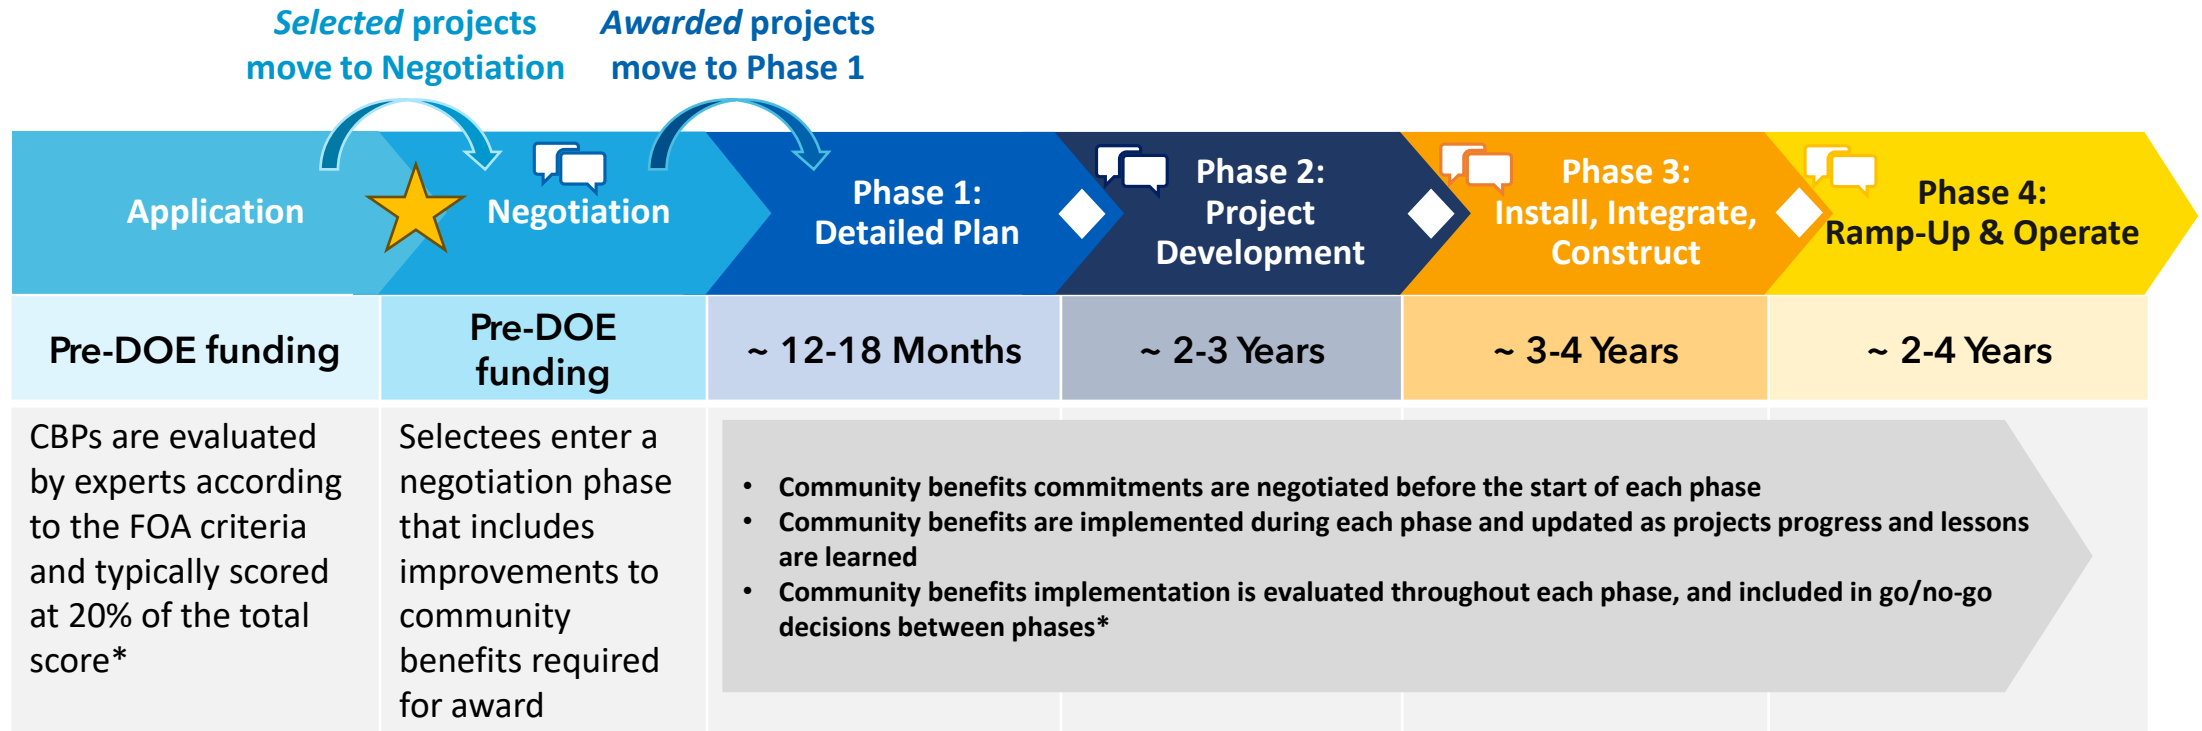 Selected projects
move to Negotiation
Awarded projects
move to Phase 1
Application
Negotiation
Phase 1:
Detailed Plan
Phase 2:
Project
Development
Phase 3:
Install, Integrate,
Construct
Phase 4:
Ramp-Up & Operate
Pre-DOE funding
Pre-DOE
funding
~ 12-18 Months
~ 2-3 Years
~ 3-4 Years
~ 2-4 Years
CBPs are evaluated
by experts according
to the FOA criteria
and typically scored
at 20% of the total
score*
Selectees enter a
negotiation phase
that includes
improvements to
community
benefits required
for award
• Community benefits commitments are negotiated before the start of each phase
• Community benefits are implemented during each phase and updated as projects progress and lessons
are learned
• Community benefits implementation is evaluated throughout each phase, and included in go/no-go
decisions between phases*